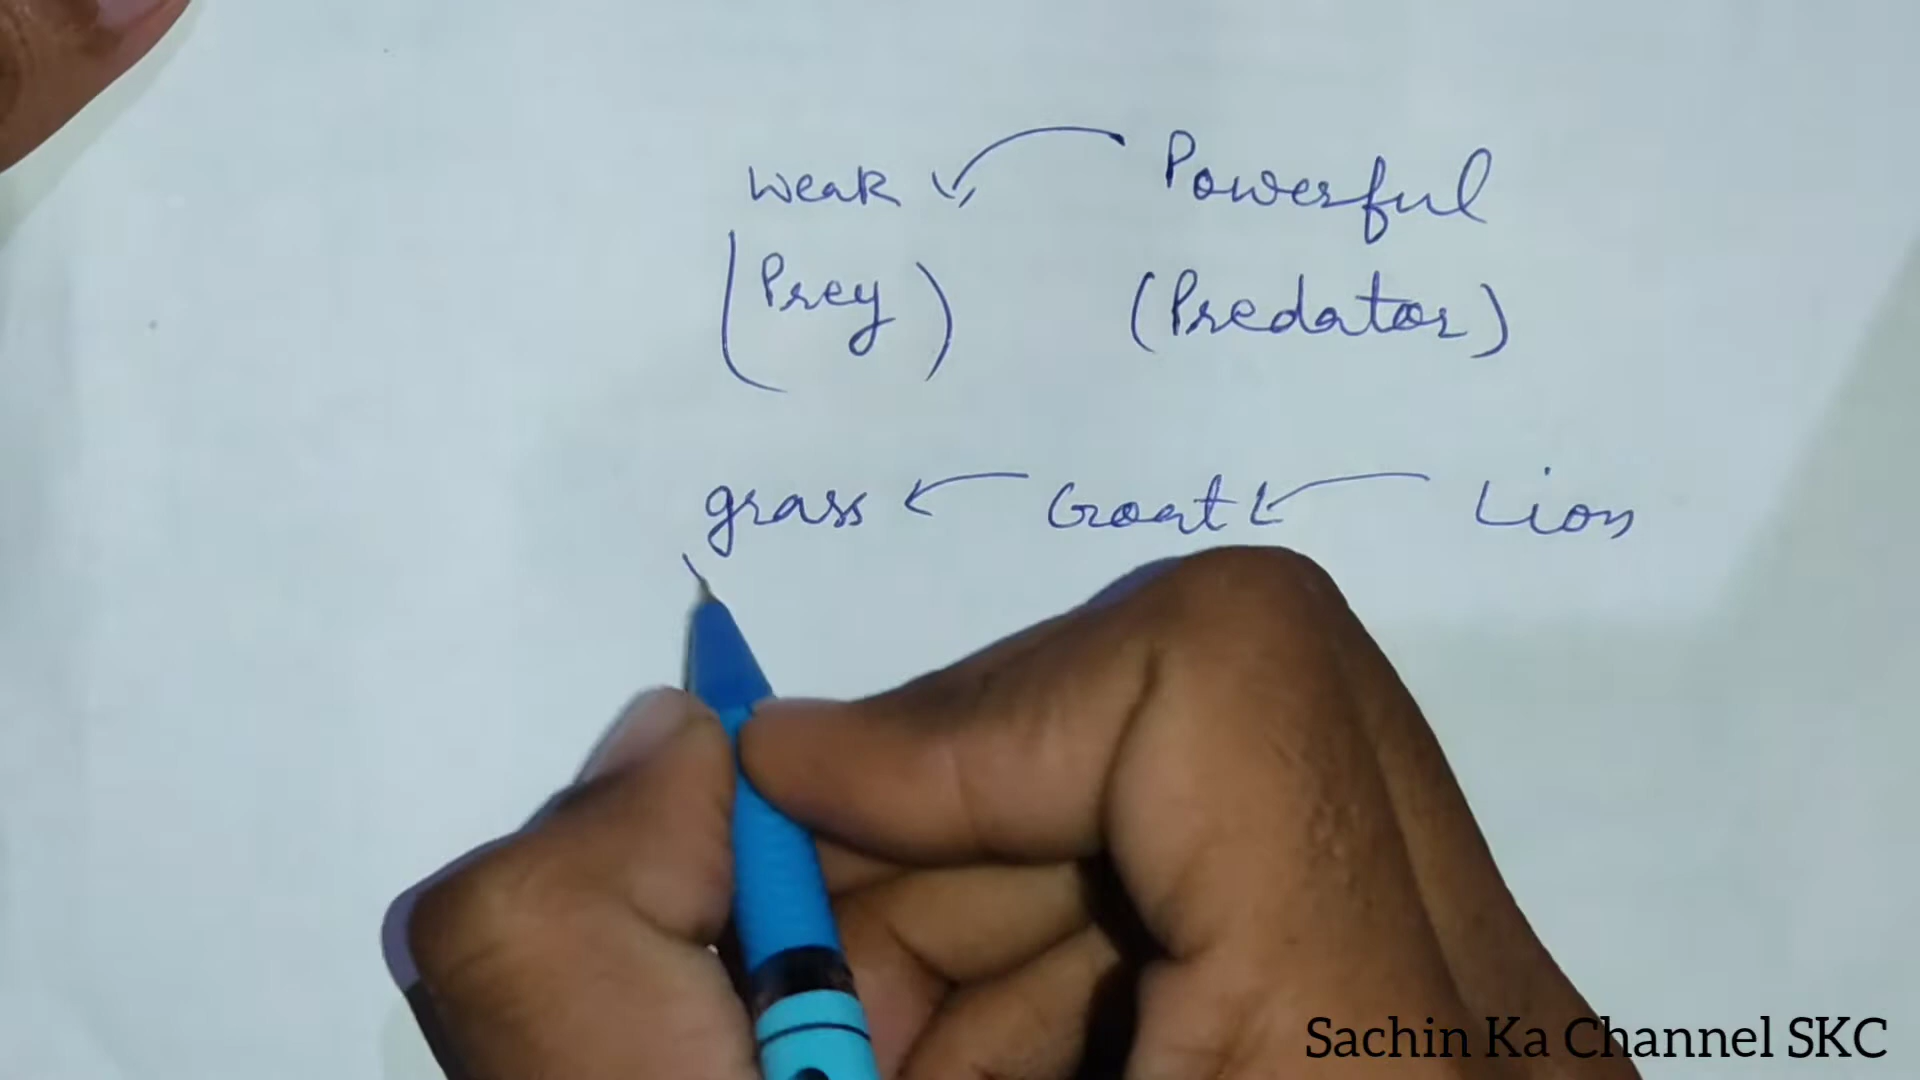 Weak ↙ Powerful
(Prey) (Predator)
grass ← Goat ← Lion
Sachin Ka Channel SKC